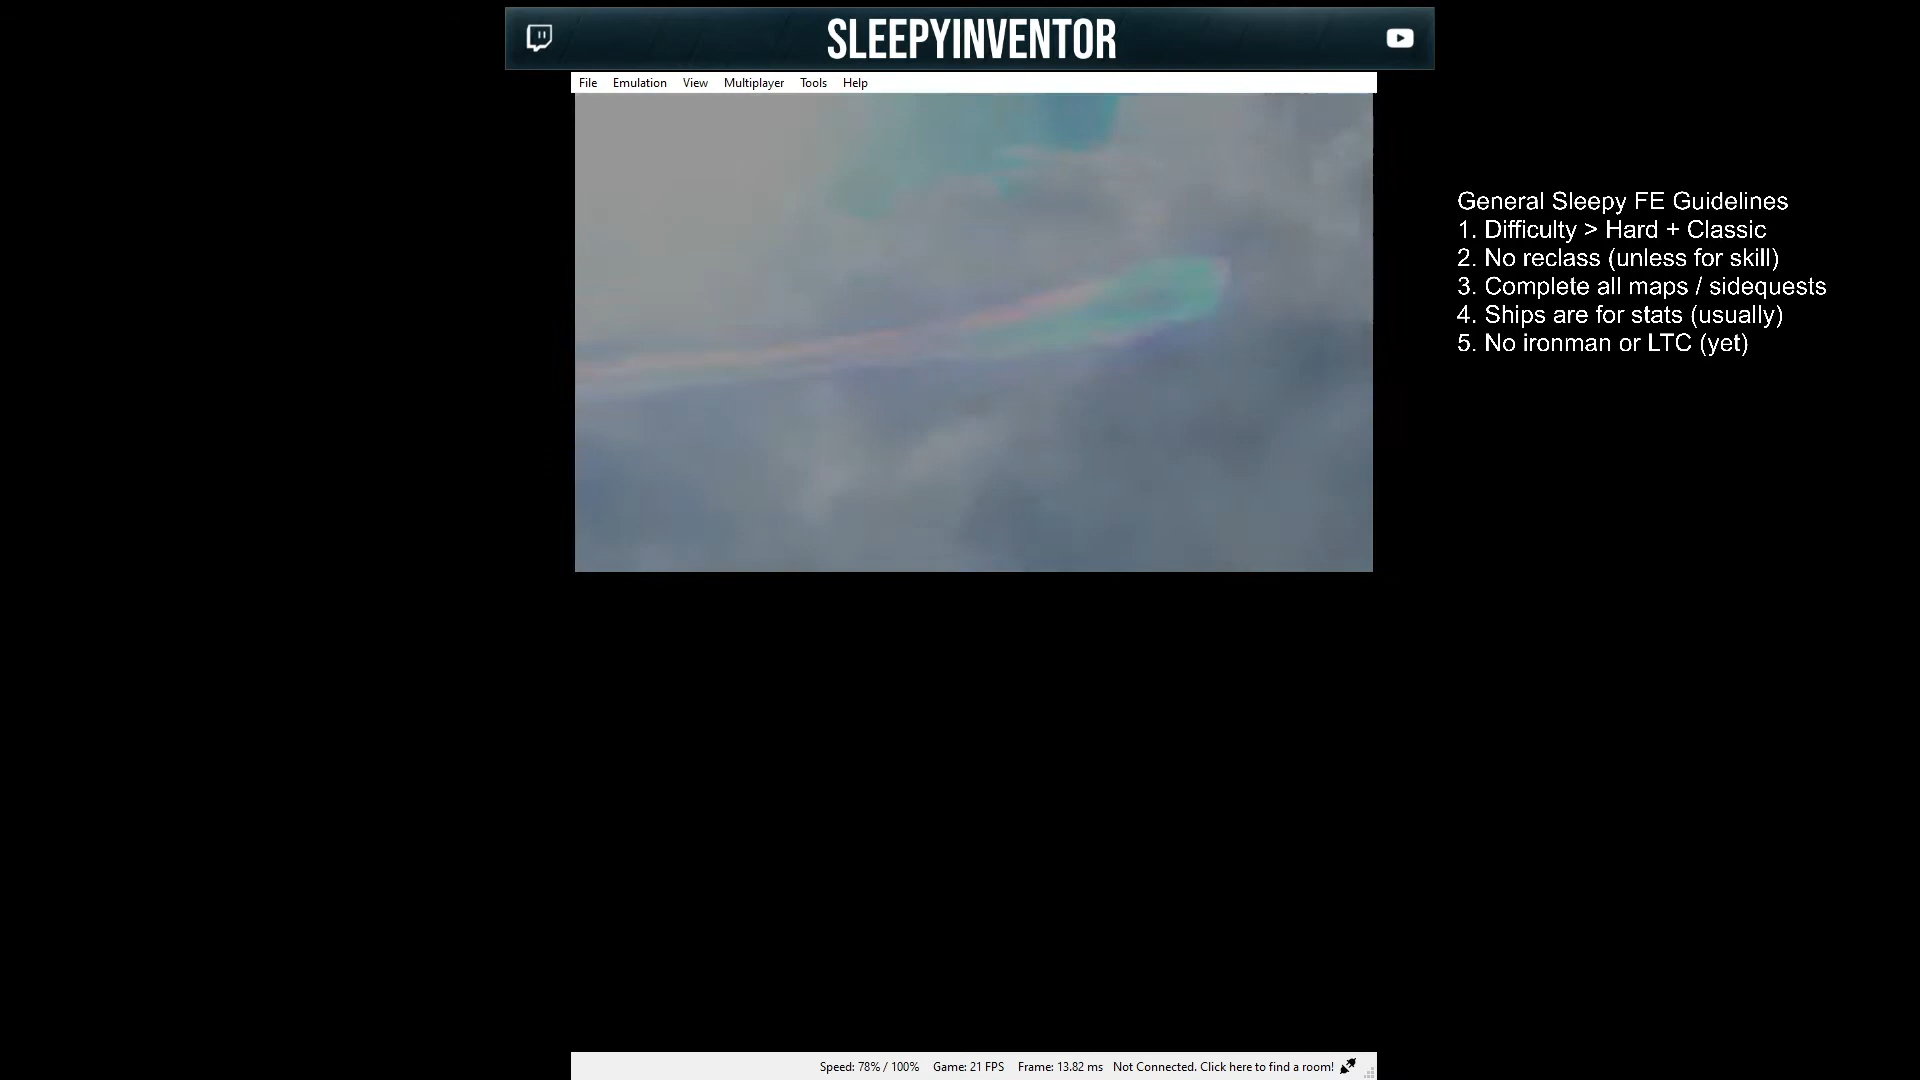 SLEEPYINVENTOR
File Emulation View Multiplayer Tools Help
General Sleepy FE Guidelines
1. Difficulty > Hard + Classic
2. No reclass (unless for skill)
3. Complete all maps / sidequests
4. Ships are for stats (usually)
5. No ironman or LTC (yet)
Speed: 78% / 100% Game: 21 FPS Frame: 13.82 ms Not Connected. Click here to find a room!